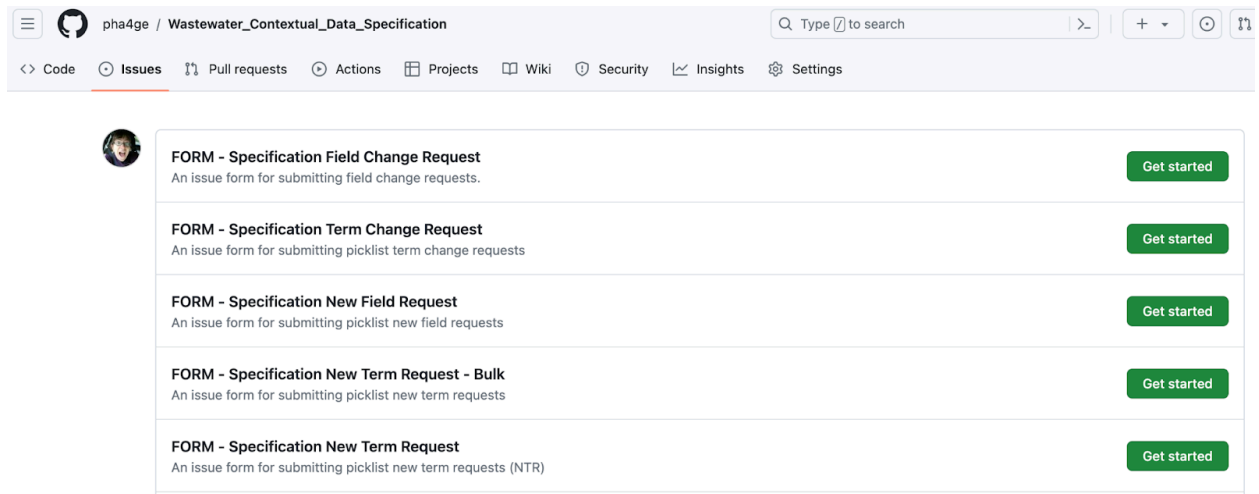 pha4ge / Wastewater_Contextual_Data_Specification
Type / to search
Code Issues Pull requests Actions Projects Wiki Security Insights Settings
FORM - Specification Field Change Request
An issue form for submitting field change requests.
Get started
FORM - Specification Term Change Request
An issue form for submitting picklist term change requests
Get started
FORM - Specification New Field Request
An issue form for submitting picklist new field requests
Get started
FORM - Specification New Term Request - Bulk
An issue form for submitting picklist new term requests
Get started
FORM - Specification New Term Request
An issue form for submitting picklist new term requests (NTR)
Get started